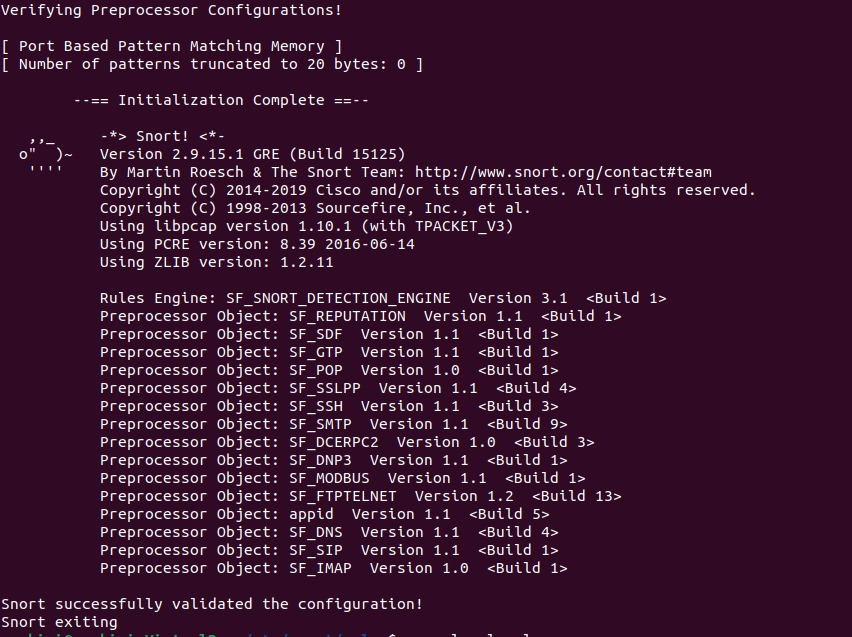 Verifying Preprocessor Configurations!
[ Port Based Pattern Matching Memory ]
[ Number of patterns truncated to 20 bytes: 0 ]
--== Initialization Complete ==--
,,_     -*> Snort! <*-
o"  )~   Version 2.9.15.1 GRE (Build 15125)
''''    By Martin Roesch & The Snort Team: http://www.snort.org/contact#team
Copyright (C) 2014-2019 Cisco and/or its affiliates. All rights reserved.
Copyright (C) 1998-2013 Sourcefire, Inc., et al.
Using libpcap version 1.10.1 (with TPACKET_V3)
Using PCRE version: 8.39 2016-06-14
Using ZLIB version: 1.2.11
Rules Engine: SF_SNORT_DETECTION_ENGINE  Version 3.1  <Build 1>
Preprocessor Object: SF_REPUTATION  Version 1.1  <Build 1>
Preprocessor Object: SF_SDF  Version 1.1  <Build 1>
Preprocessor Object: SF_GTP  Version 1.1  <Build 1>
Preprocessor Object: SF_POP  Version 1.0  <Build 1>
Preprocessor Object: SF_SSLPP  Version 1.1  <Build 4>
Preprocessor Object: SF_SSH  Version 1.1  <Build 3>
Preprocessor Object: SF_SMTP  Version 1.1  <Build 9>
Preprocessor Object: SF_DCERPC2  Version 1.0  <Build 3>
Preprocessor Object: SF_DNP3  Version 1.1  <Build 1>
Preprocessor Object: SF_MODBUS  Version 1.1  <Build 1>
Preprocessor Object: SF_FTPTELNET  Version 1.2  <Build 13>
Preprocessor Object: appid  Version 1.1  <Build 5>
Preprocessor Object: SF_DNS  Version 1.1  <Build 4>
Preprocessor Object: SF_SIP  Version 1.1  <Build 1>
Preprocessor Object: SF_IMAP  Version 1.0  <Build 1>
Snort successfully validated the configuration!
Snort exiting